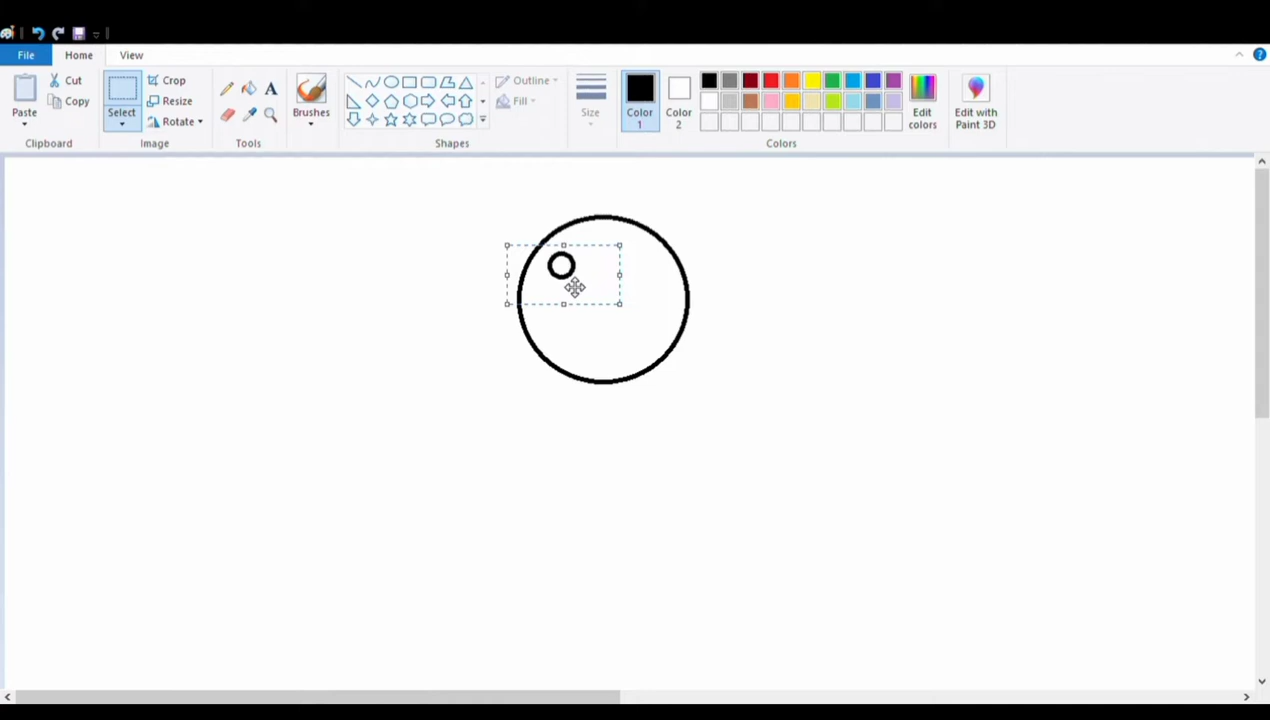 File Home View
Paste Cut Copy Clipboard
Select Crop Resize Rotate Image
Tools
Brushes
Outline Fill Shapes
Size
Color 1 Color 2 Edit colors Colors
Edit with Paint 3D
?
A